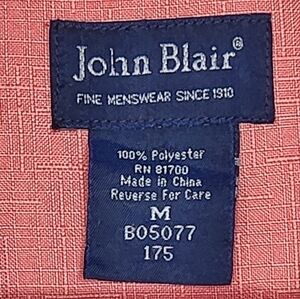 John Blair®
FINE MENSWEAR SINCE 1910
100% Polyester
RN 81700
Made in China
Reverse For Care
M
B05077
175